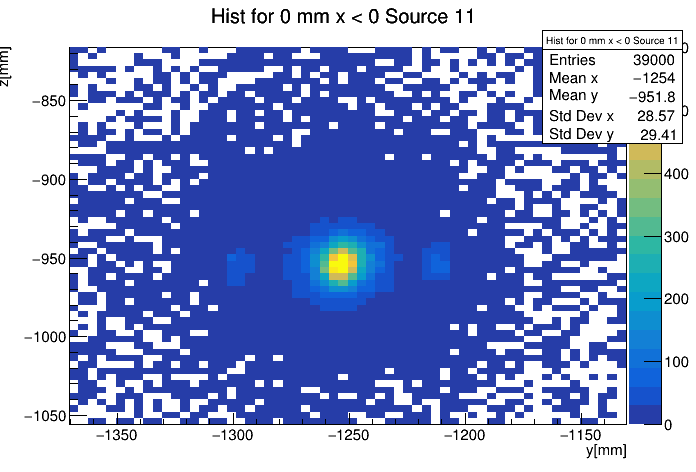 Hist for 0 mm x < 0 Source 11
z[mm]
Hist for 0 mm x < 0 Source 11
Entries 39000
Mean x −1254
Mean y −951.8
Std Dev x 28.57
Std Dev y 29.41
−850
−900
−950
−1000
−1050
400
300
200
100
0
−1350 −1300 −1250 −1200 −1150
y[mm]